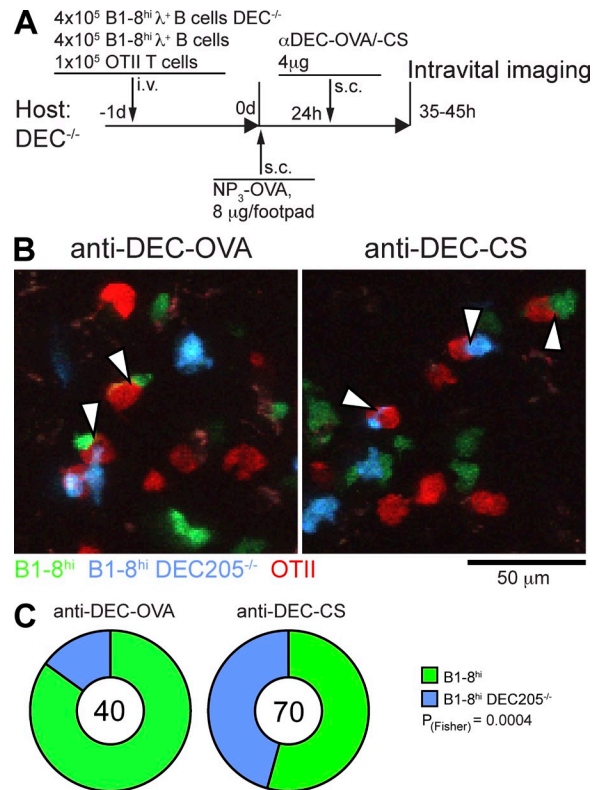 A
4x10⁵ B1-8ʰⁱ λ⁺ B cells DEC⁻/⁻
4x10⁵ B1-8ʰⁱ λ⁺ B cells
1x10⁵ OTII T cells
αDEC-OVA/-CS
4µg
Intravital imaging
i.v.
s.c.
Host:
DEC⁻/⁻
-1d
0d
24h
35-45h
s.c.
NP₃-OVA,
8 µg/footpad
B
anti-DEC-OVA
anti-DEC-CS
B1-8ʰⁱ B1-8ʰⁱ DEC205⁻/⁻ OTII
50 µm
C
anti-DEC-OVA
anti-DEC-CS
40
70
B1-8ʰⁱ
B1-8ʰⁱ DEC205⁻/⁻
P(Fisher) = 0.0004